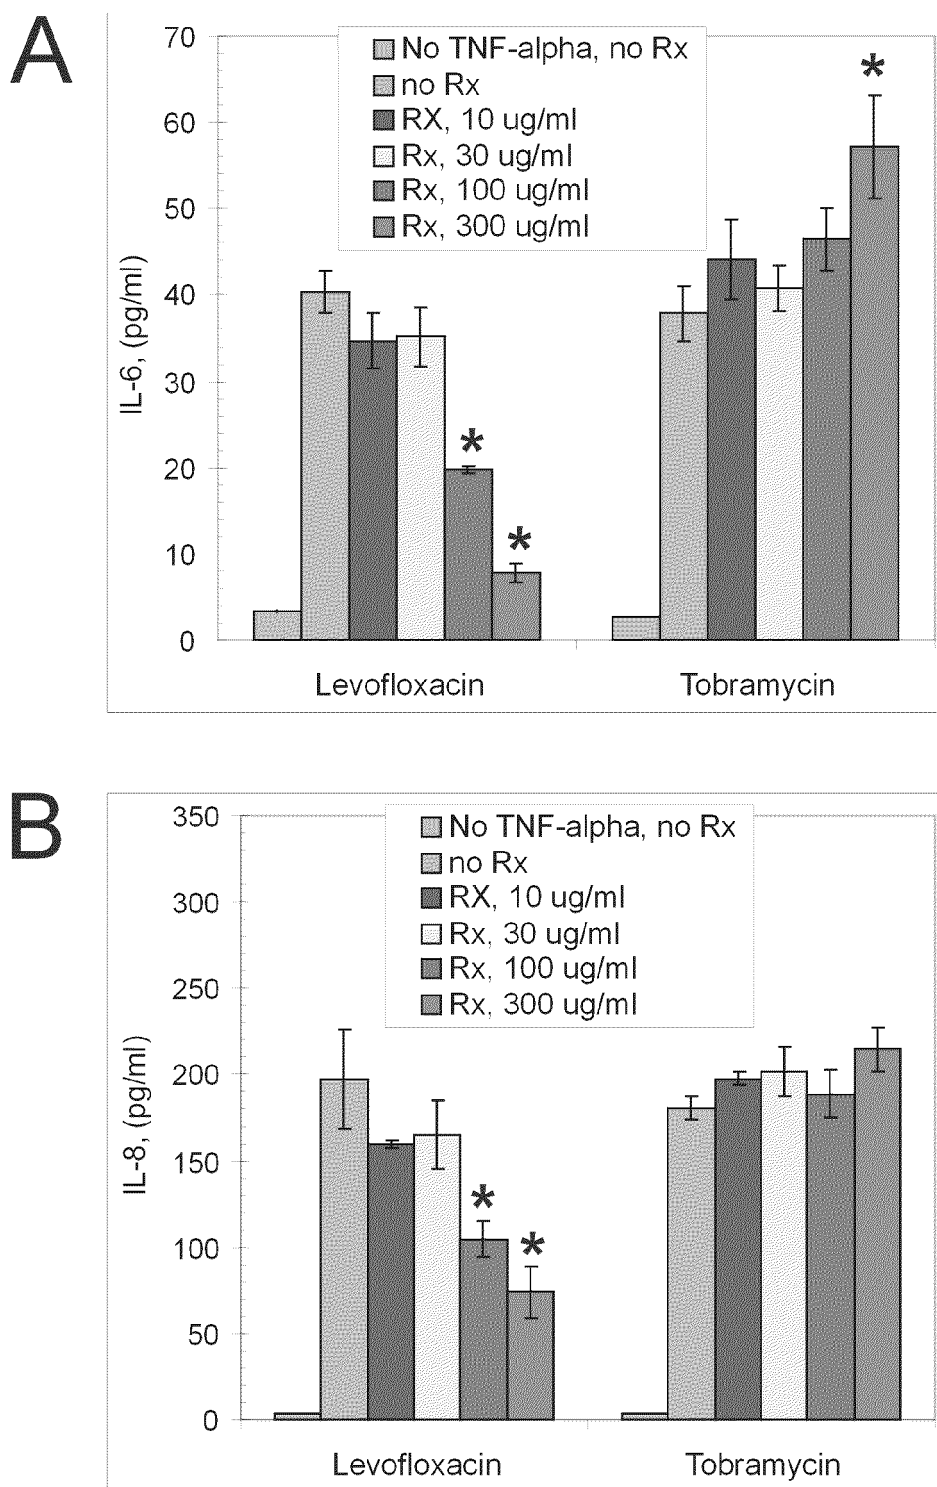 A
70
60
50
40
30
20
10
0
IL-6, (pg/ml)
No TNF-alpha, no Rx
no Rx
RX, 10 ug/ml
Rx, 30 ug/ml
Rx, 100 ug/ml
Rx, 300 ug/ml
*
*
*
Levofloxacin
Tobramycin
B
350
300
250
200
150
100
50
0
IL-8, (pg/ml)
No TNF-alpha, no Rx
no Rx
RX, 10 ug/ml
Rx, 30 ug/ml
Rx, 100 ug/ml
Rx, 300 ug/ml
*
*
Levofloxacin
Tobramycin